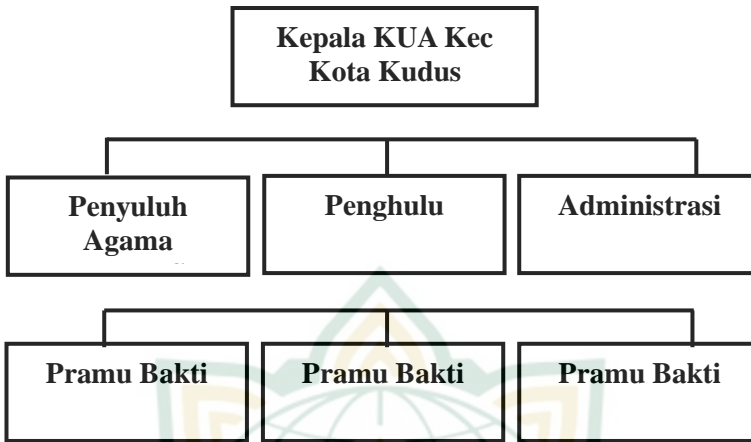 Kepala KUA Kec
Kota Kudus
Penyuluh
Agama
Penghulu
Administrasi
Pramu Bakti
Pramu Bakti
Pramu Bakti